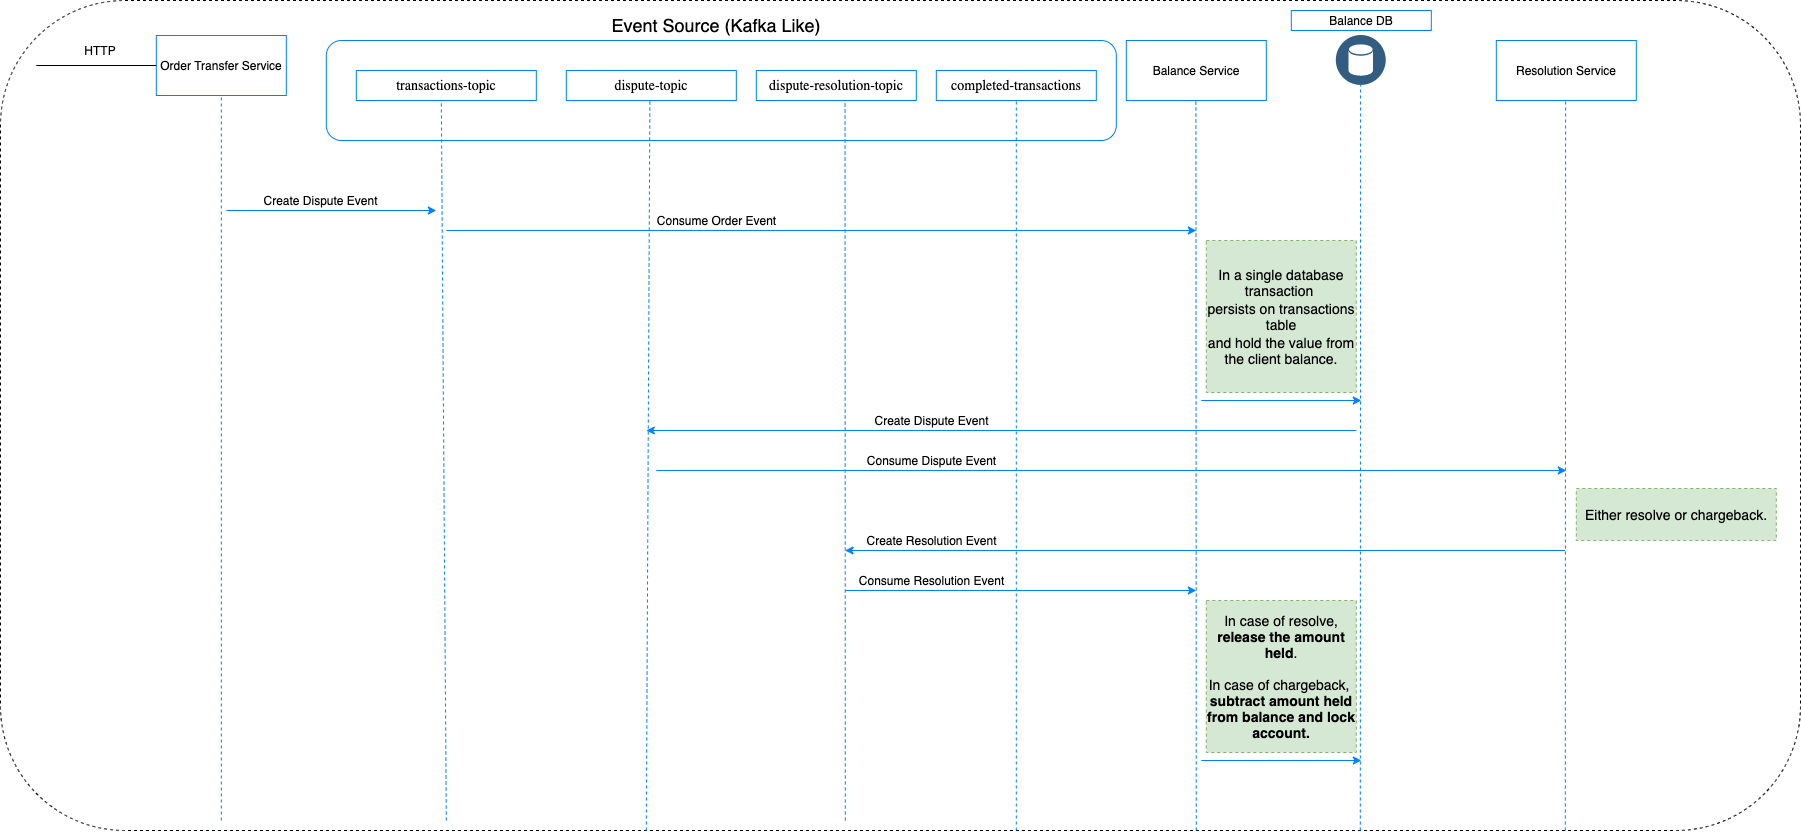 Event Source (Kafka Like)
Balance DB
HTTP
Order Transfer Service
transactions-topic
dispute-topic
dispute-resolution-topic
completed-transactions
Balance Service
Resolution Service
Create Dispute Event
Consume Order Event
In a single database
transaction
persists on transactions
table
and hold the value from
the client balance.
Create Dispute Event
Consume Dispute Event
Either resolve or chargeback.
Create Resolution Event
Consume Resolution Event
In case of resolve,
release the amount
held.
In case of chargeback,
subtract amount held
from balance and lock
account.